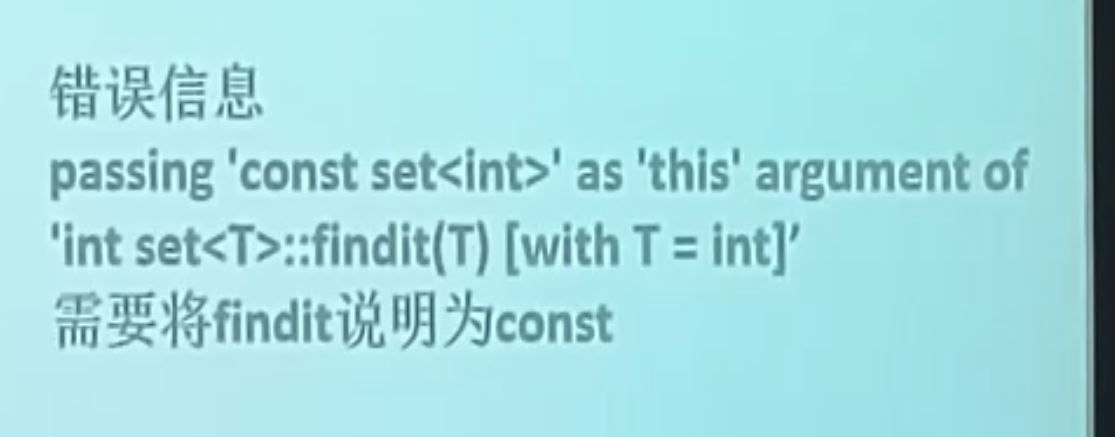 错误信息
passing 'const set<int>' as 'this' argument of
'int set<T>::findit(T) [with T = int]’
需要将findit说明为const